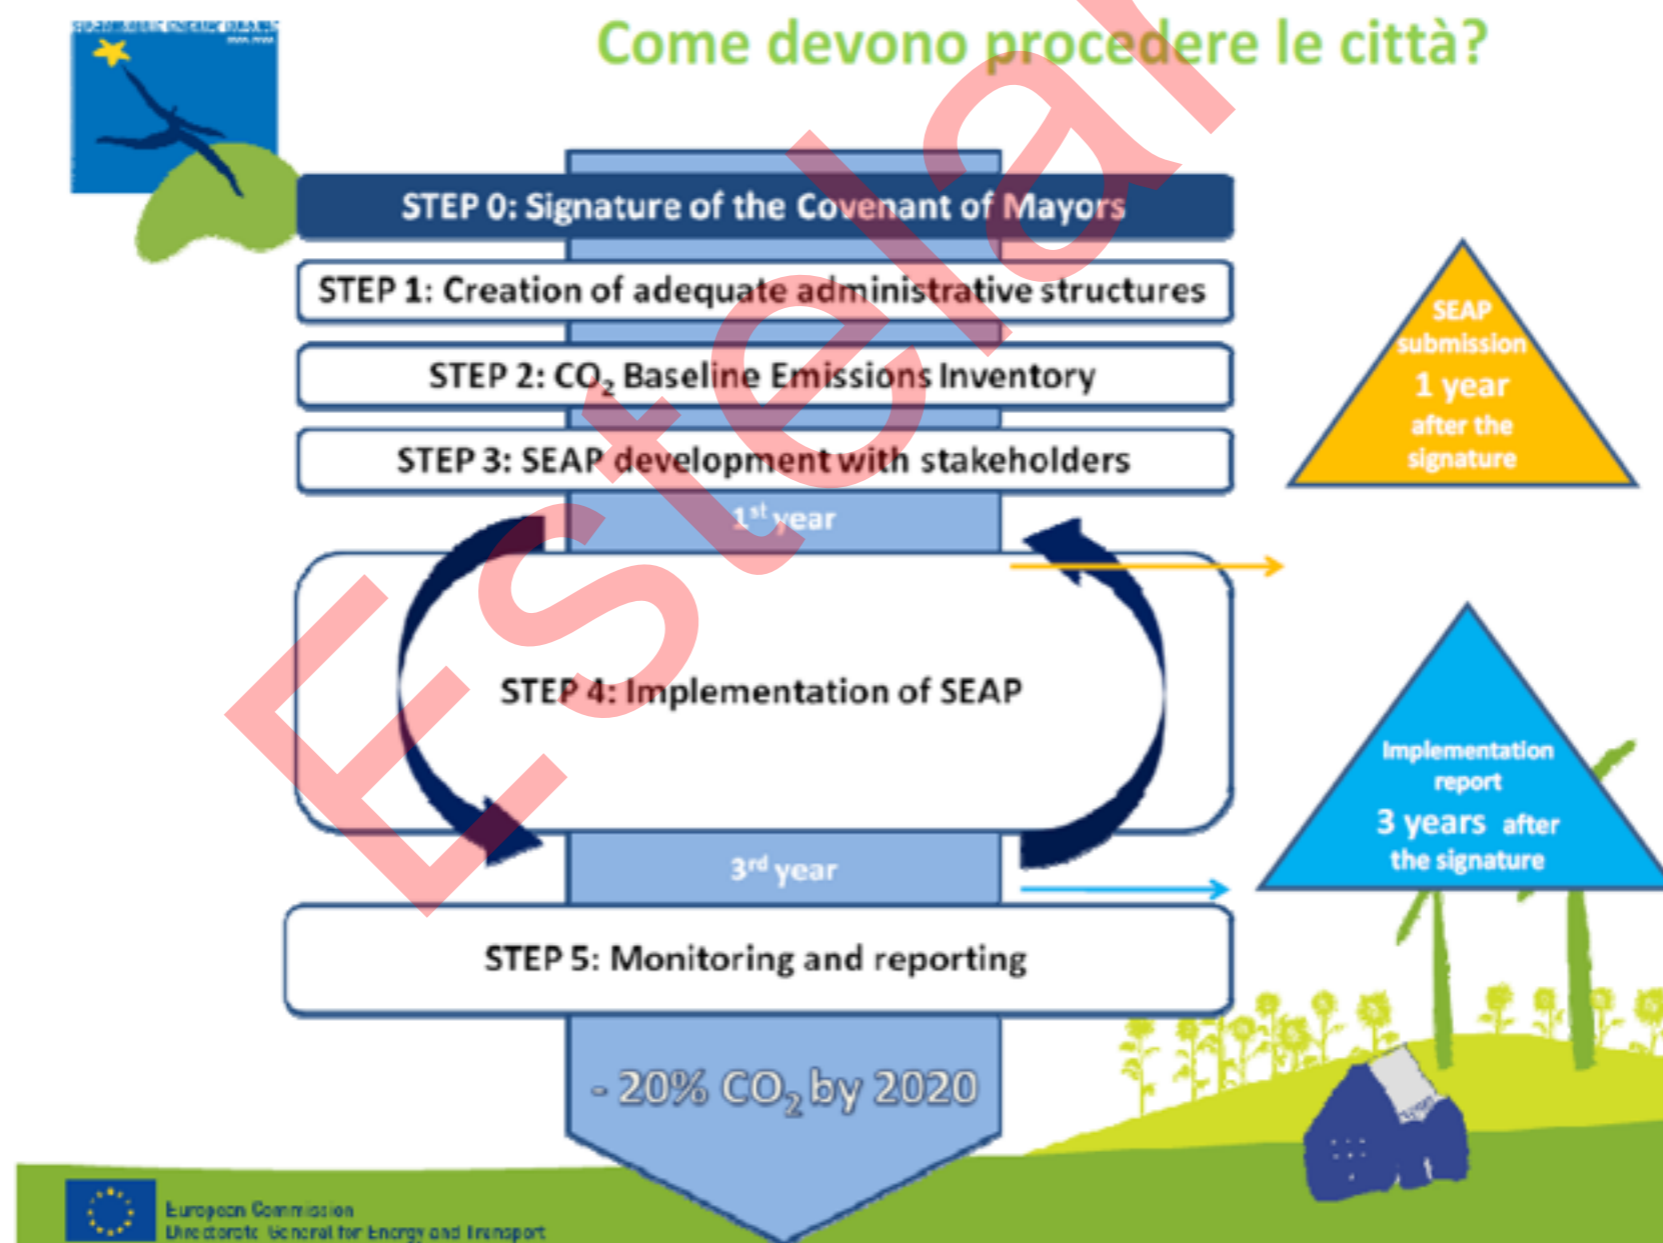 Come devono procedere le città?
STEP 0: Signature of the Covenant of Mayors
STEP 1: Creation of adequate administrative structures
STEP 2: CO₂ Baseline Emissions Inventory
STEP 3: SEAP development with stakeholders
1st year
SEAP
submission
1 year
after the
signature
STEP 4: Implementation of SEAP
Implementation
report
3 years after
the signature
3rd year
STEP 5: Monitoring and reporting
- 20% CO₂ by 2020
European Commission
Directorate General for Energy and Transport
Estelar